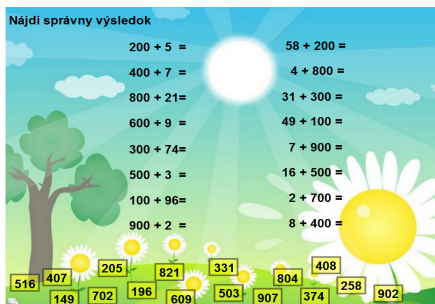 Nájdi správny výsledok
200 + 5 =
400 + 7 =
800 + 21=
600 + 9 =
300 + 74=
500 + 3 =
100 + 96=
900 + 2 =
58 + 200 =
4 + 800 =
31 + 300 =
49 + 100 =
7 + 900 =
16 + 500 =
2 + 700 =
8 + 400 =
516
407
149
205
702
196
821
609
331
503
907
804
408
374
258
902